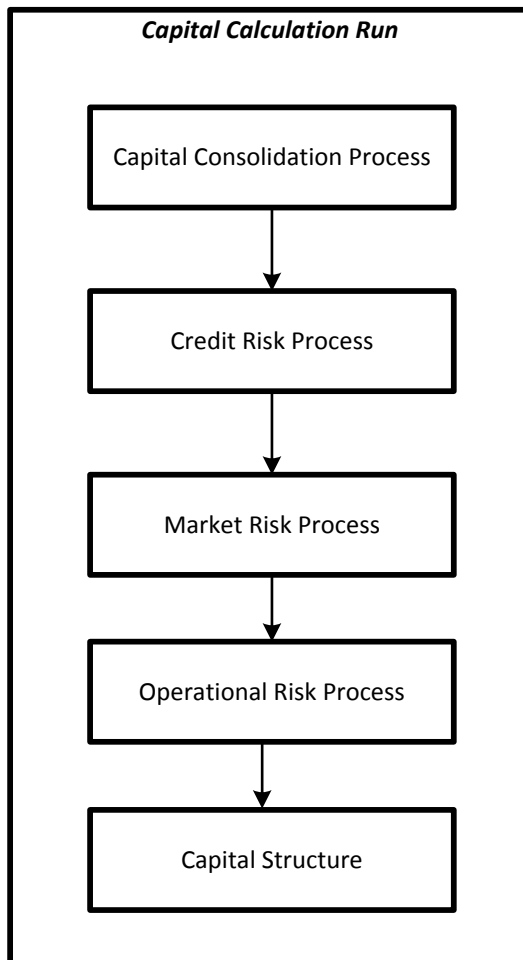 Capital Calculation Run
Capital Consolidation Process
Credit Risk Process
Market Risk Process
Operational Risk Process
Capital Structure